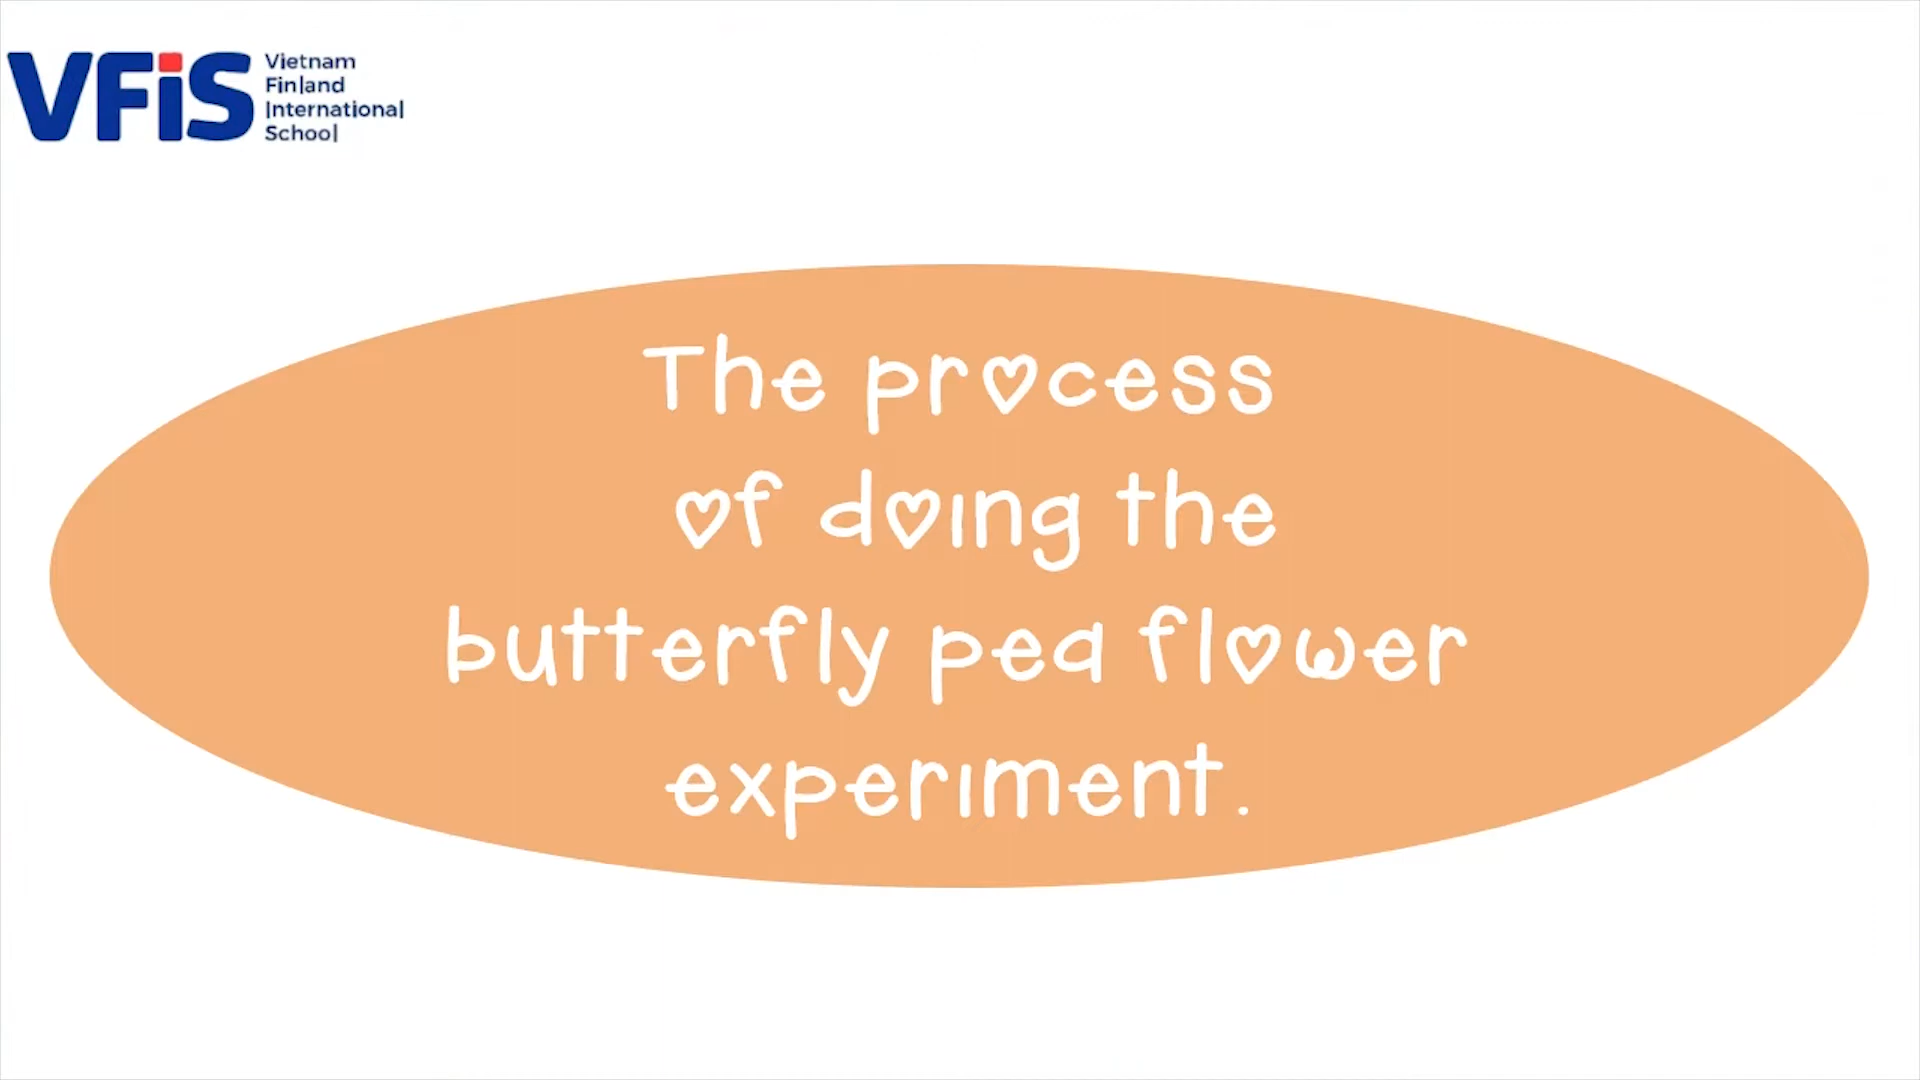 VFiS
Vietnam
Finland
International
School
The process
of doing the
butterfly pea flower
experiment.